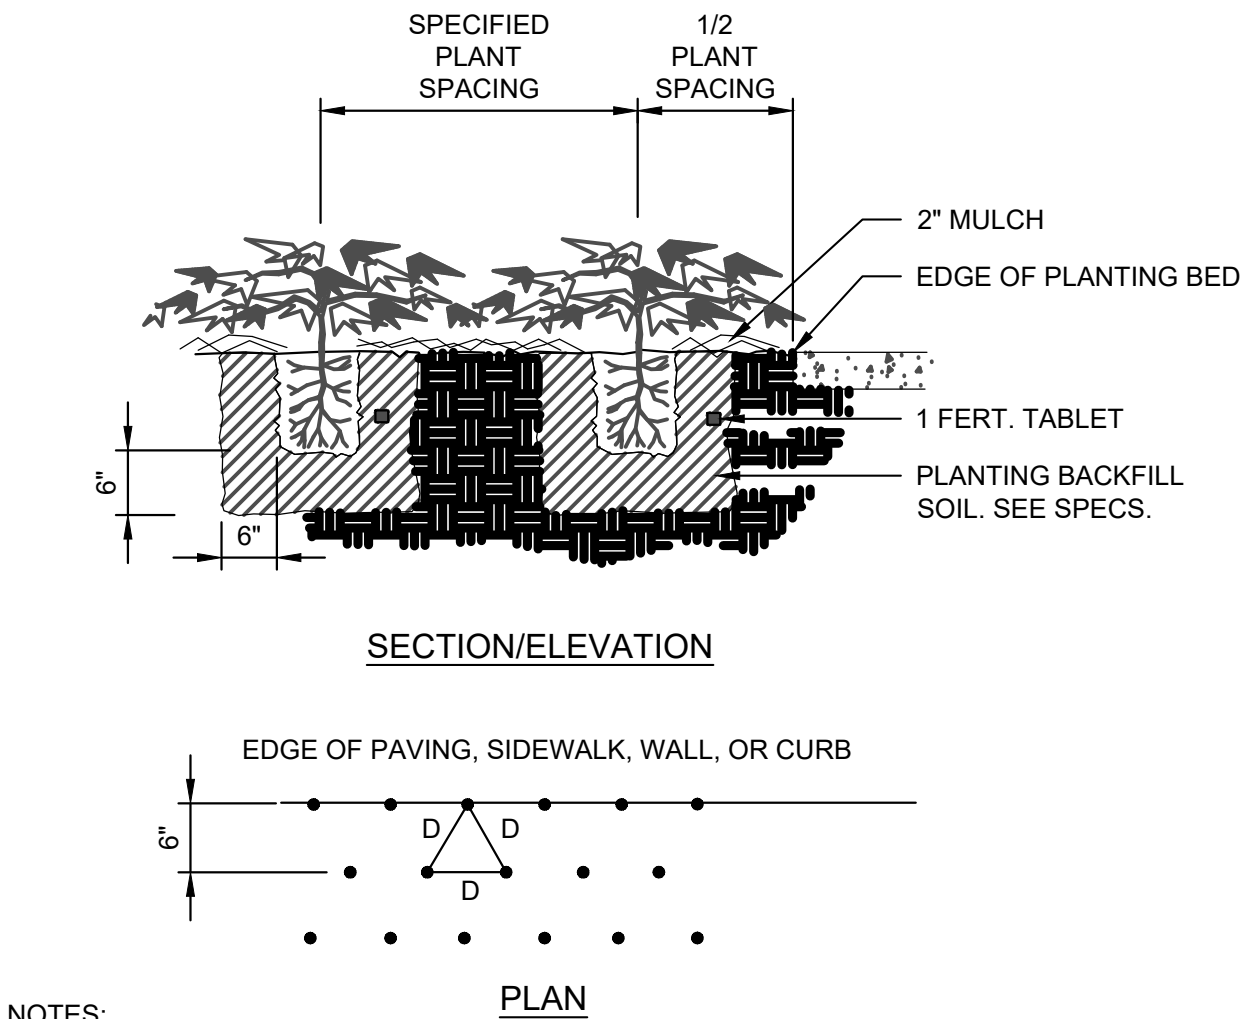 SPECIFIED
PLANT
SPACING
1/2
PLANT
SPACING
2" MULCH
EDGE OF PLANTING BED
1 FERT. TABLET
PLANTING BACKFILL
SOIL. SEE SPECS.
6"
6"
SECTION/ELEVATION
EDGE OF PAVING, SIDEWALK, WALL, OR CURB
6"
D
D
D
PLAN
NOTES: